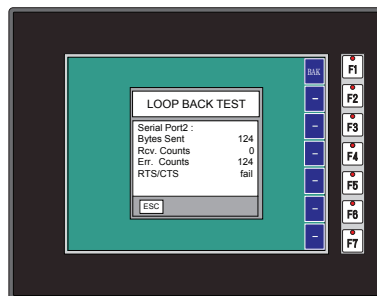 BAK
LOOP BACK TEST
Serial Port2 :
Bytes Sent 124
Rcv. Counts 0
Err. Counts 124
RTS/CTS fail
ESC
–
–
–
–
–
–
F1
F2
F3
F4
F5
F6
F7